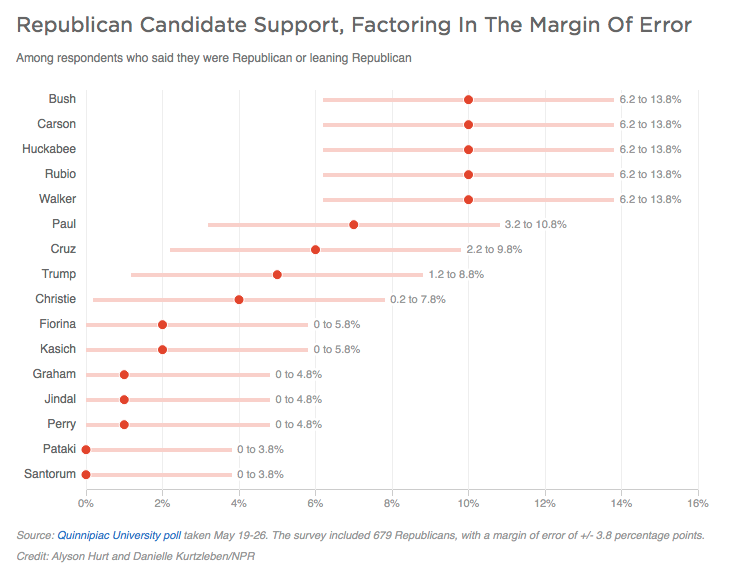 Republican Candidate Support, Factoring In The Margin Of Error
Among respondents who said they were Republican or leaning Republican
Bush 6.2 to 13.8%
Carson 6.2 to 13.8%
Huckabee 6.2 to 13.8%
Rubio 6.2 to 13.8%
Walker 6.2 to 13.8%
Paul 3.2 to 10.8%
Cruz 2.2 to 9.8%
Trump 1.2 to 8.8%
Christie 0.2 to 7.8%
Fiorina 0 to 5.8%
Kasich 0 to 5.8%
Graham 0 to 4.8%
Jindal 0 to 4.8%
Perry 0 to 4.8%
Pataki 0 to 3.8%
Santorum 0 to 3.8%
0% 2% 4% 6% 8% 10% 12% 14% 16%
Source: Quinnipiac University poll taken May 19-26. The survey included 679 Republicans, with a margin of error of +/- 3.8 percentage points.
Credit: Alyson Hurt and Danielle Kurtzleben/NPR